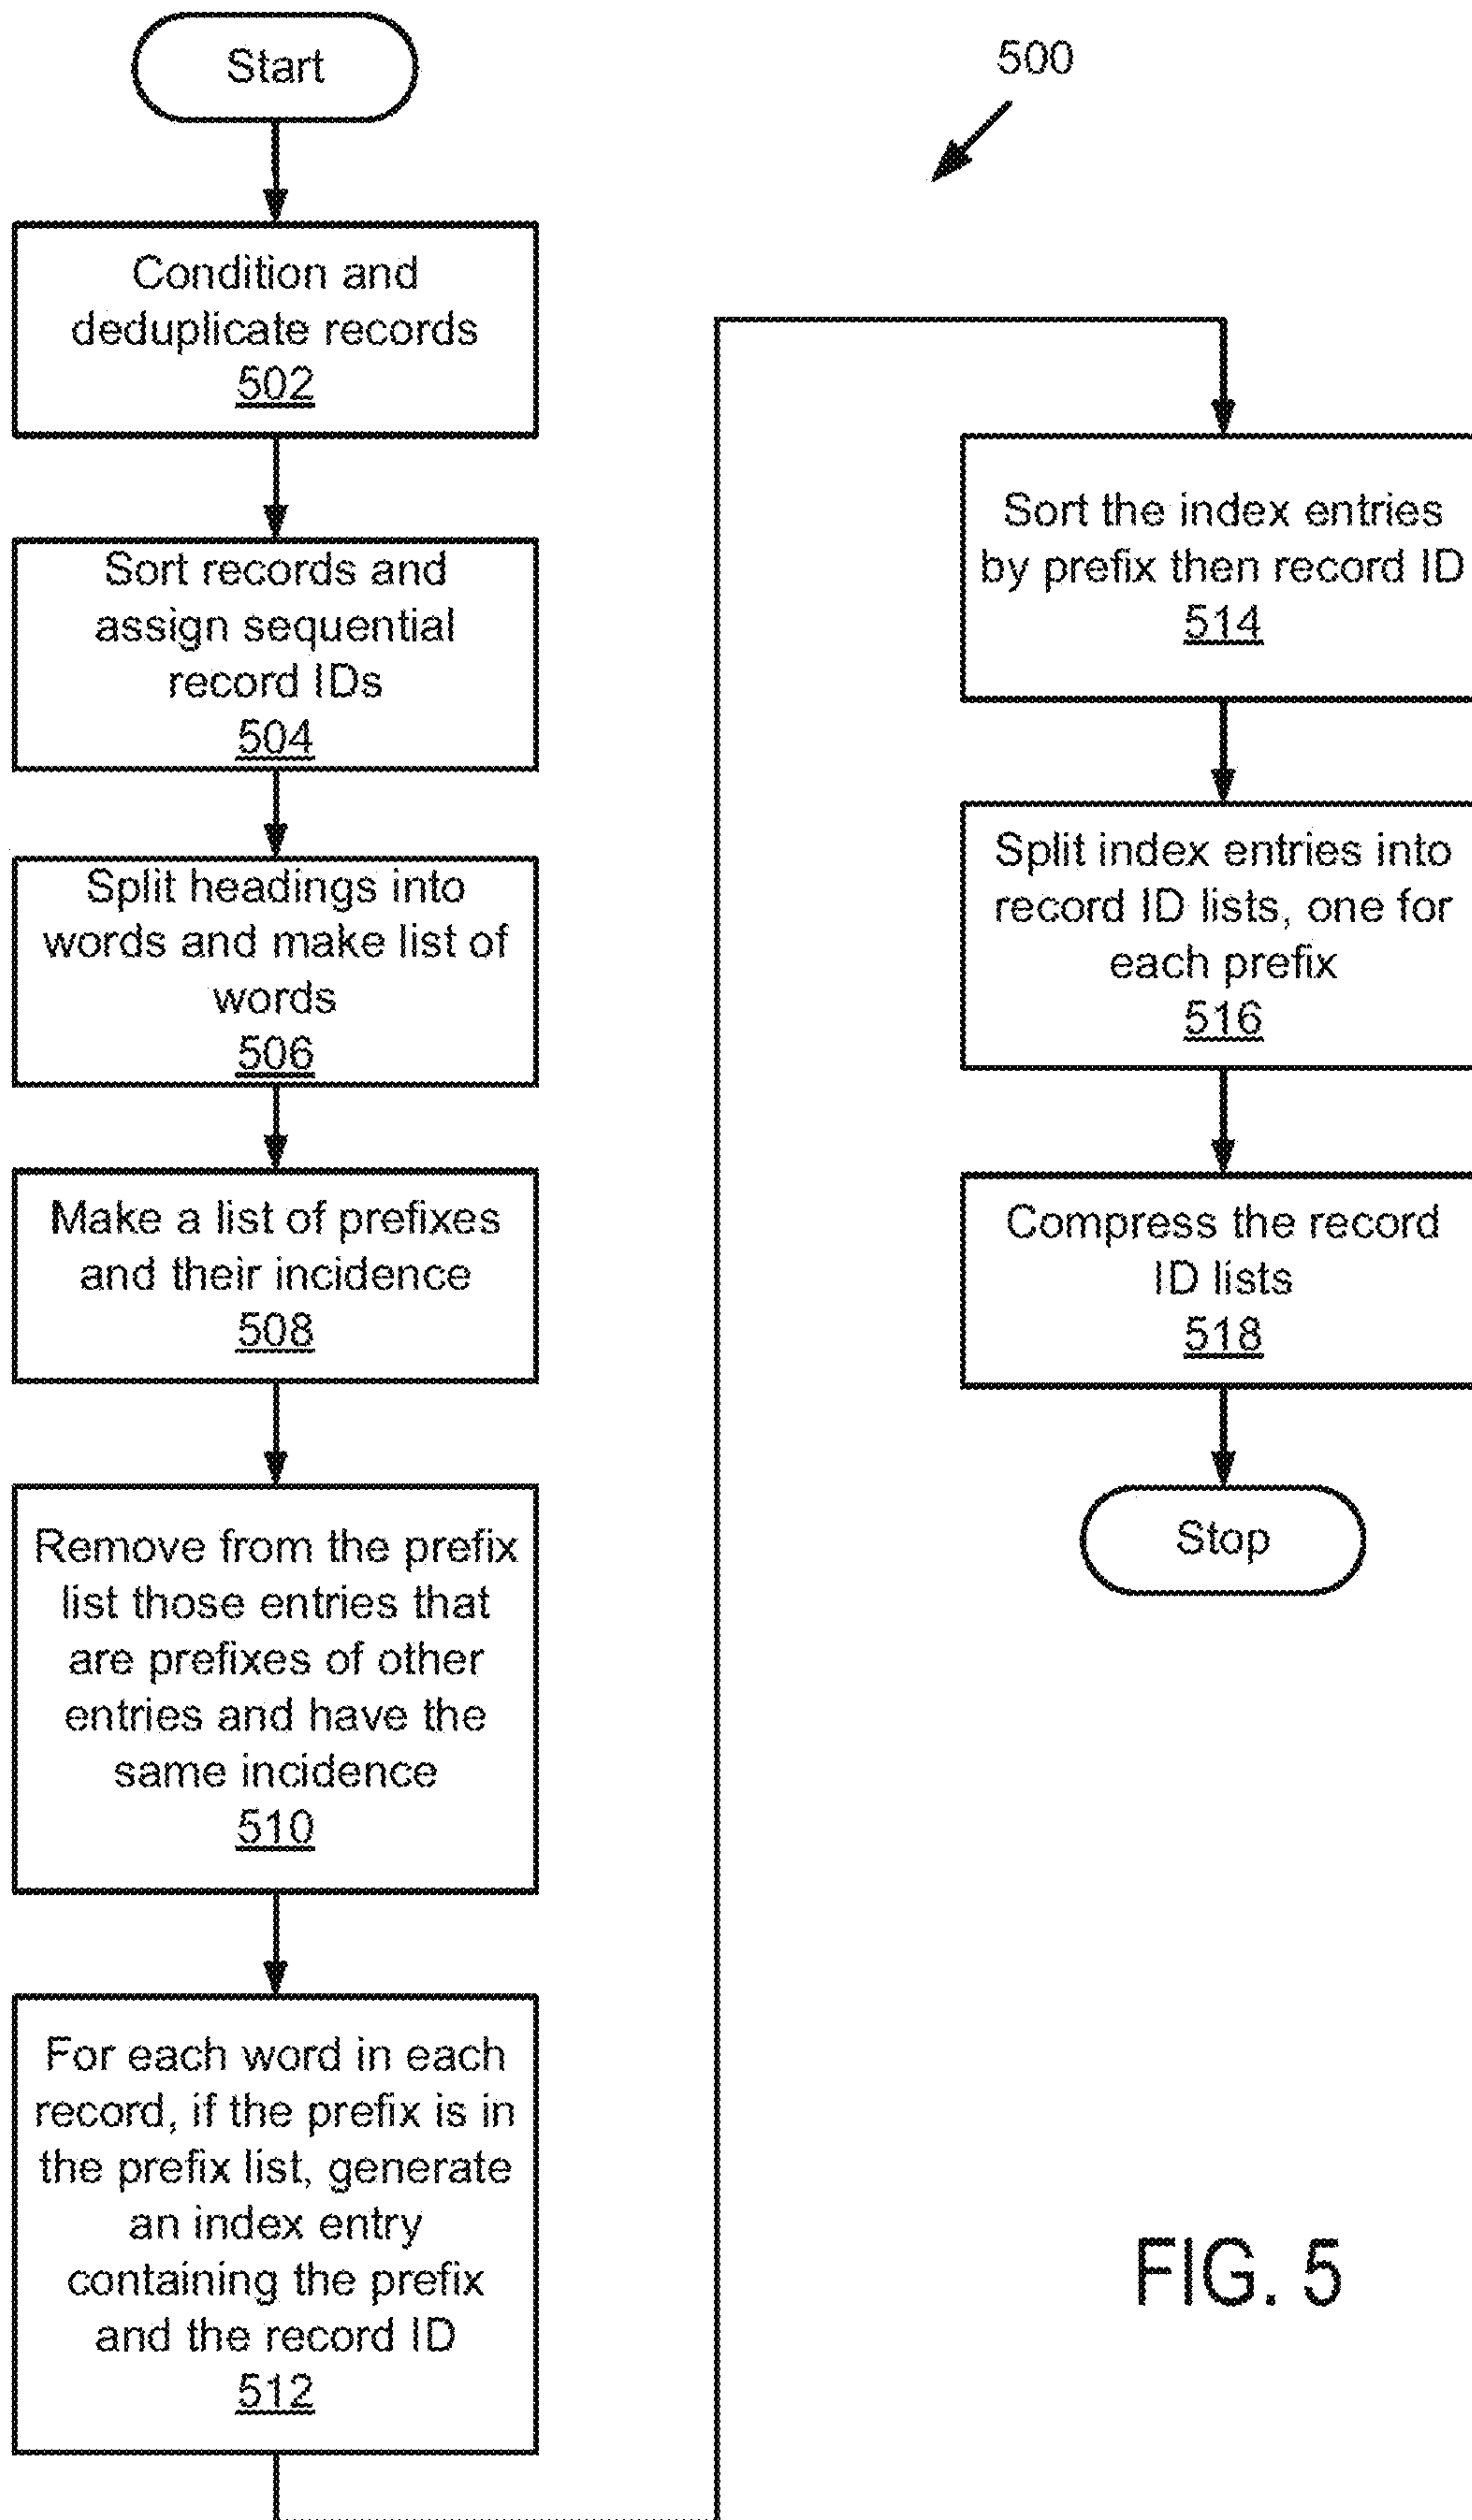 Start
500
Condition and
deduplicate records
502
Sort records and
assign sequential
record IDs
504
Split headings into
words and make list of
words
506
Make a list of prefixes
and their incidence
508
Remove from the prefix
list those entries that
are prefixes of other
entries and have the
same incidence
510
For each word in each
record, if the prefix is in
the prefix list, generate
an index entry
containing the prefix
and the record ID
512
Sort the index entries
by prefix then record ID
514
Split index entries into
record ID lists, one for
each prefix
516
Compress the record
ID lists
518
Stop
FIG. 5